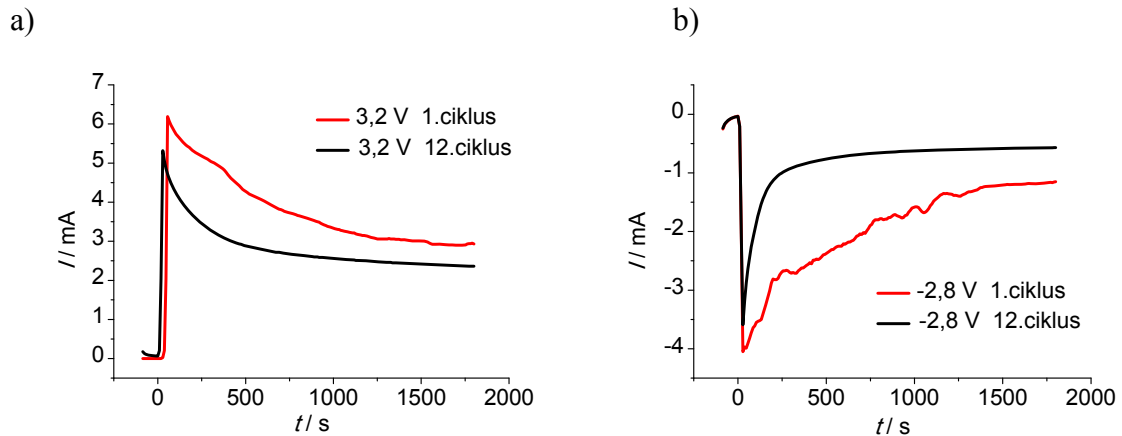 a)
7
6
5
4
3
2
1
0
I / mA
3,2 V 1.ciklus
3,2 V 12.ciklus
0 500 1000 1500 2000
t / s
b)
0
-1
-2
-3
-4
I / mA
-2,8 V 1.ciklus
-2,8 V 12.ciklus
0 500 1000 1500 2000
t / s